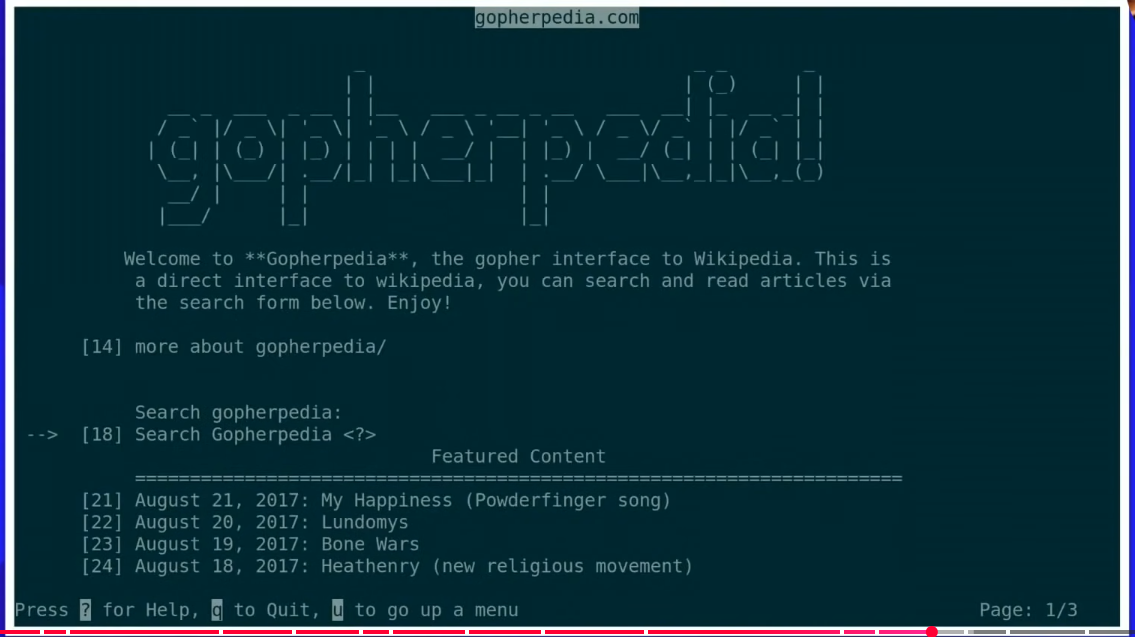 gopherpedia.com
gopherpedia!
Welcome to **Gopherpedia**, the gopher interface to Wikipedia. This is
a direct interface to wikipedia, you can search and read articles via
the search form below. Enjoy!
[14] more about gopherpedia/
Search gopherpedia:
--> [18] Search Gopherpedia <?>
Featured Content
======================================================================
[21] August 21, 2017: My Happiness (Powderfinger song)
[22] August 20, 2017: Lundomys
[23] August 19, 2017: Bone Wars
[24] August 18, 2017: Heathenry (new religious movement)
Press ? for Help, q to Quit, u to go up a menu Page: 1/3